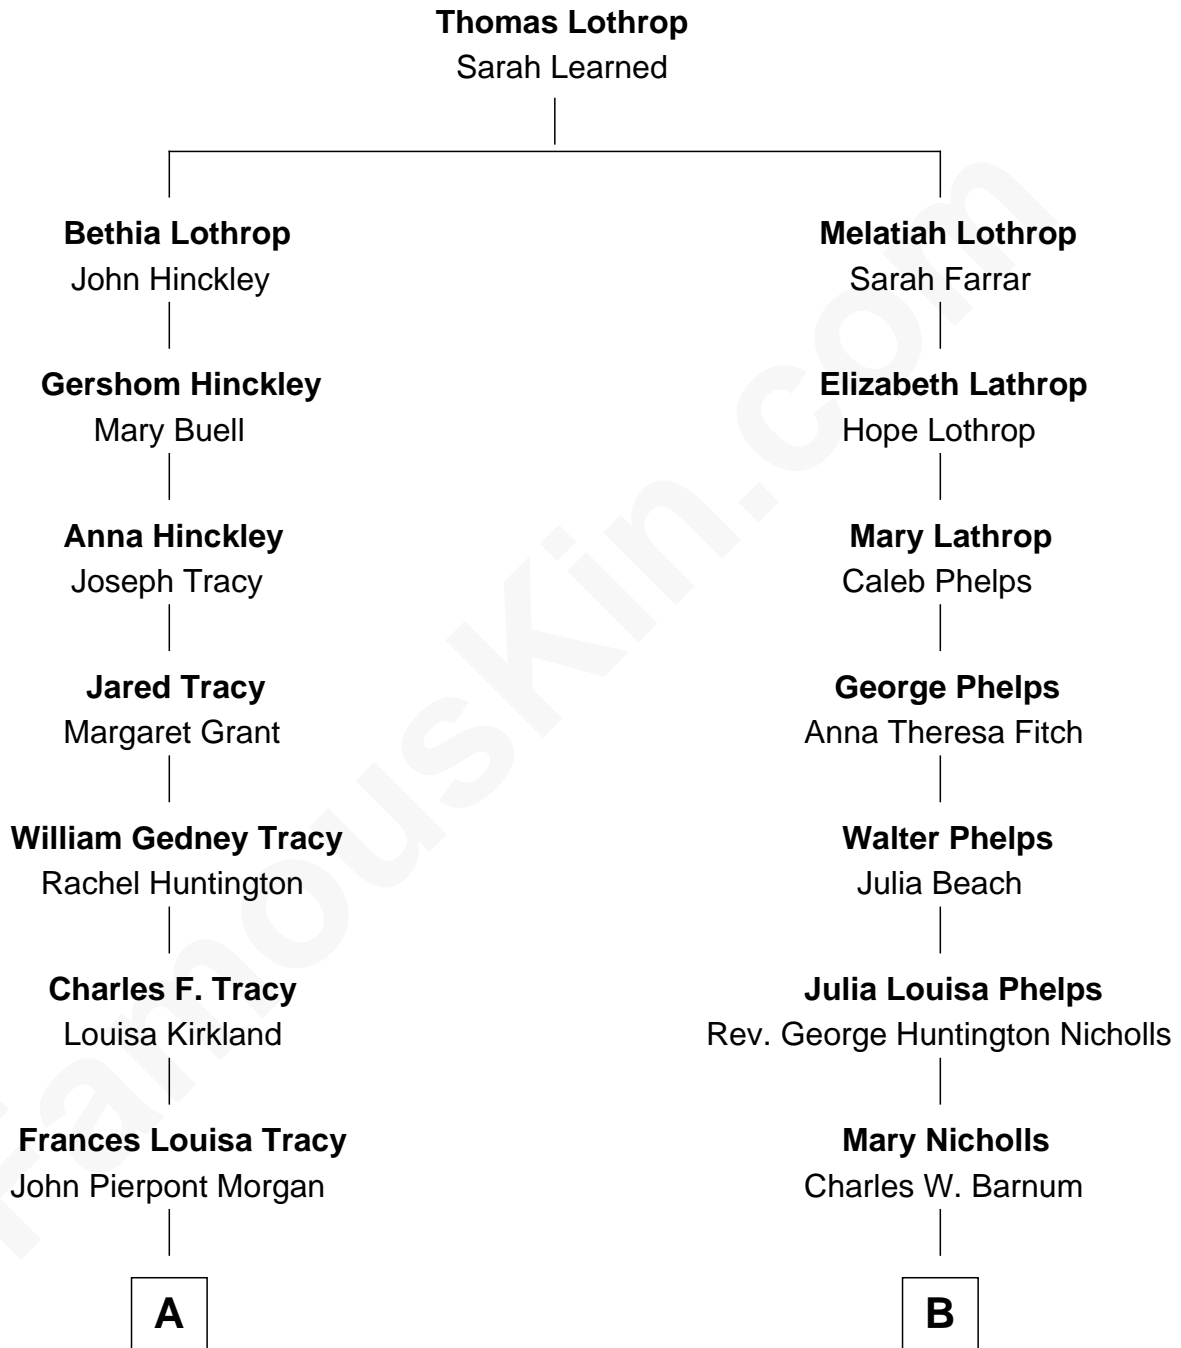 Thomas Lothrop
Sarah Learned
Bethia Lothrop
John Hinckley
Gershom Hinckley
Mary Buell
Anna Hinckley
Joseph Tracy
Jared Tracy
Margaret Grant
William Gedney Tracy
Rachel Huntington
Charles F. Tracy
Louisa Kirkland
Frances Louisa Tracy
John Pierpont Morgan
A
Melatiah Lothrop
Sarah Farrar
Elizabeth Lathrop
Hope Lothrop
Mary Lathrop
Caleb Phelps
George Phelps
Anna Theresa Fitch
Walter Phelps
Julia Beach
Julia Louisa Phelps
Rev. George Huntington Nicholls
Mary Nicholls
Charles W. Barnum
B
FamousKin.com